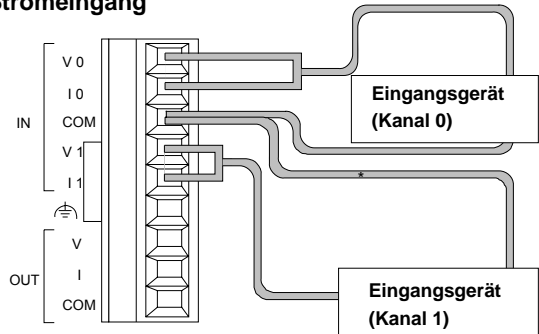 Stromeingang
V 0
I 0
IN
COM
V 1
I 1
V
OUT
I
COM
Eingangsgerät
(Kanal 0)
*
Eingangsgerät
(Kanal 1)